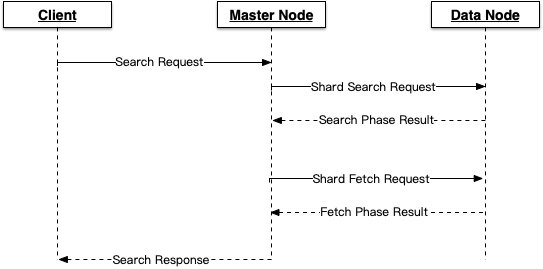 Client
Master Node
Data Node
Search Request
Shard Search Request
Search Phase Result
Shard Fetch Request
Fetch Phase Result
Search Response